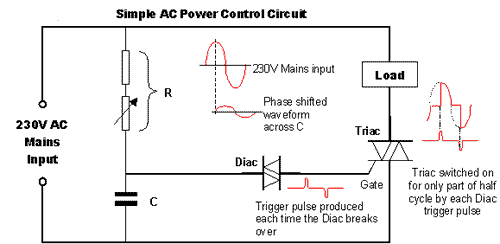 Simple AC Power Control Circuit
230V AC
Mains
Input
R
C
230V Mains input
Phase shifted
waveform
across C
Diac
Trigger pulse produced
each time the Diac breaks
over
Load
Triac
Gate
Triac switched on
for only part of half
cycle by each Diac
trigger pulse